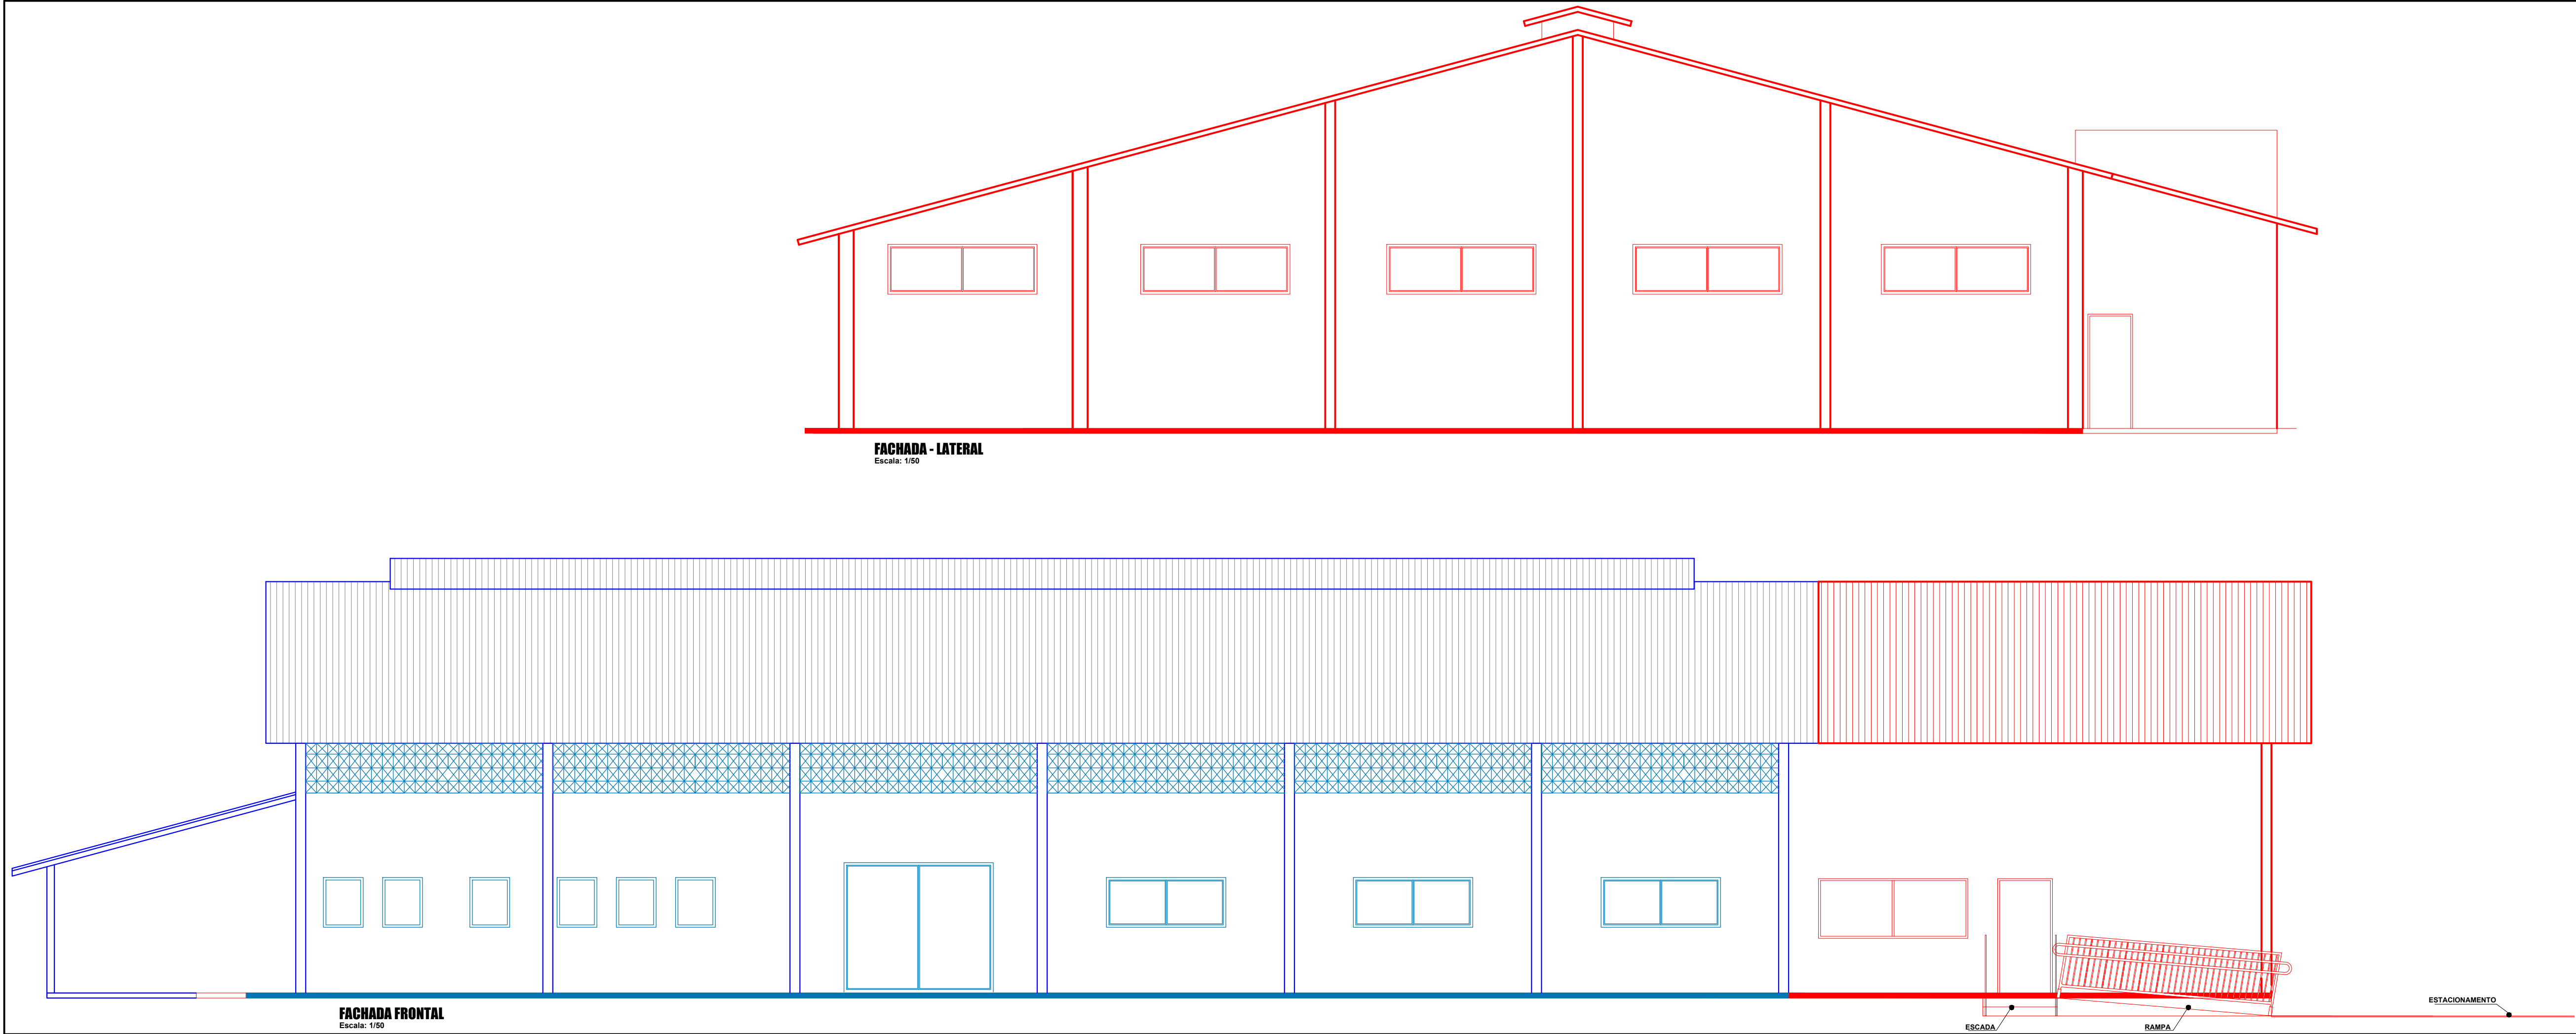 FACHADA - LATERAL
Escala: 1/50
FACHADA FRONTAL
Escala: 1/50
ESCADA
RAMPA
ESTACIONAMENTO